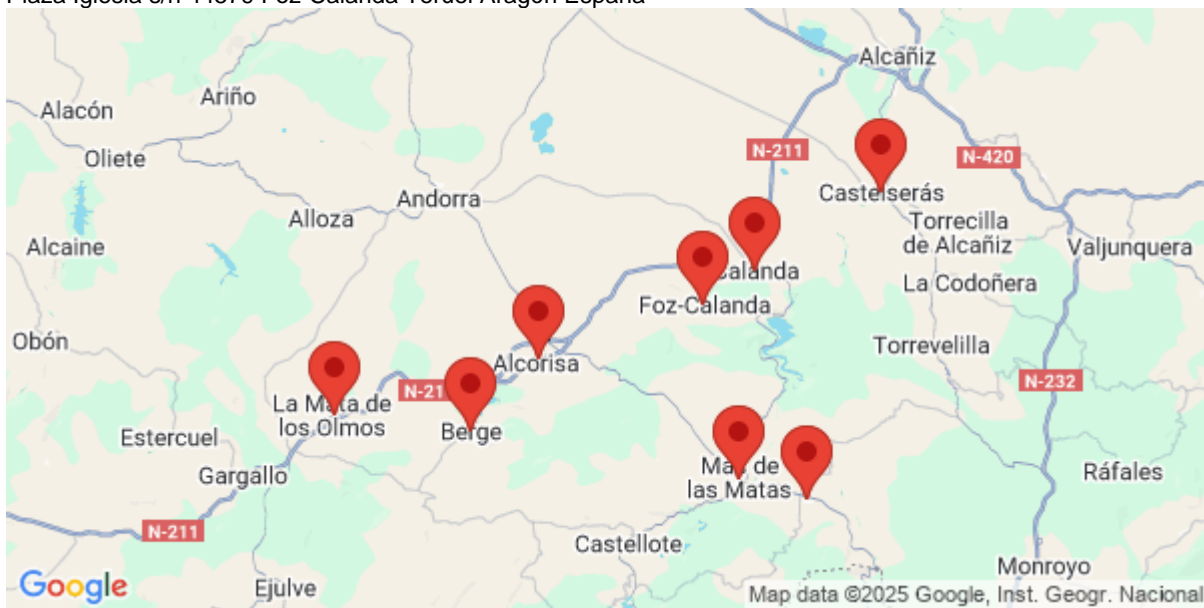 Alcañiz
Ariño
Alacón
N-211
N-420
Oliete
Castelserás
Andorra
Alloza
Torrecilla
de Alcañiz
Alcaine
Valjunquera
Calanda
La Codoñera
Foz-Calanda
Obón
Torrevelilla
Alcorisa
N-232
N-21
La Mata de
los Olmos
Berge
Estercuel
Mas de
las Matas
Ráfales
Gargallo
N-211
Castellote
Monroyo
Google
Ejulve
Map data ©2025 Google, Inst. Geogr. Nacional